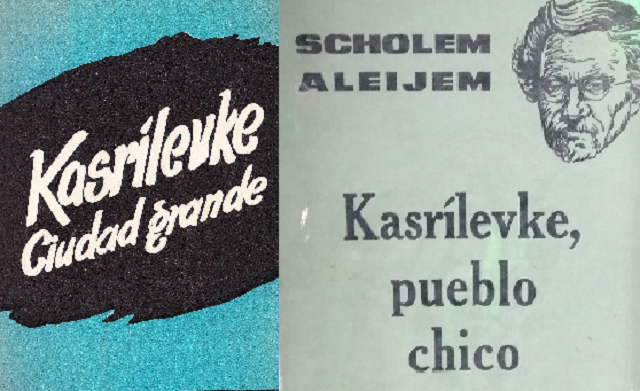 Kasrílevke
Ciudad grande
SCHOLEM
ALEIJEM
Kasrílevke,
pueblo
chico